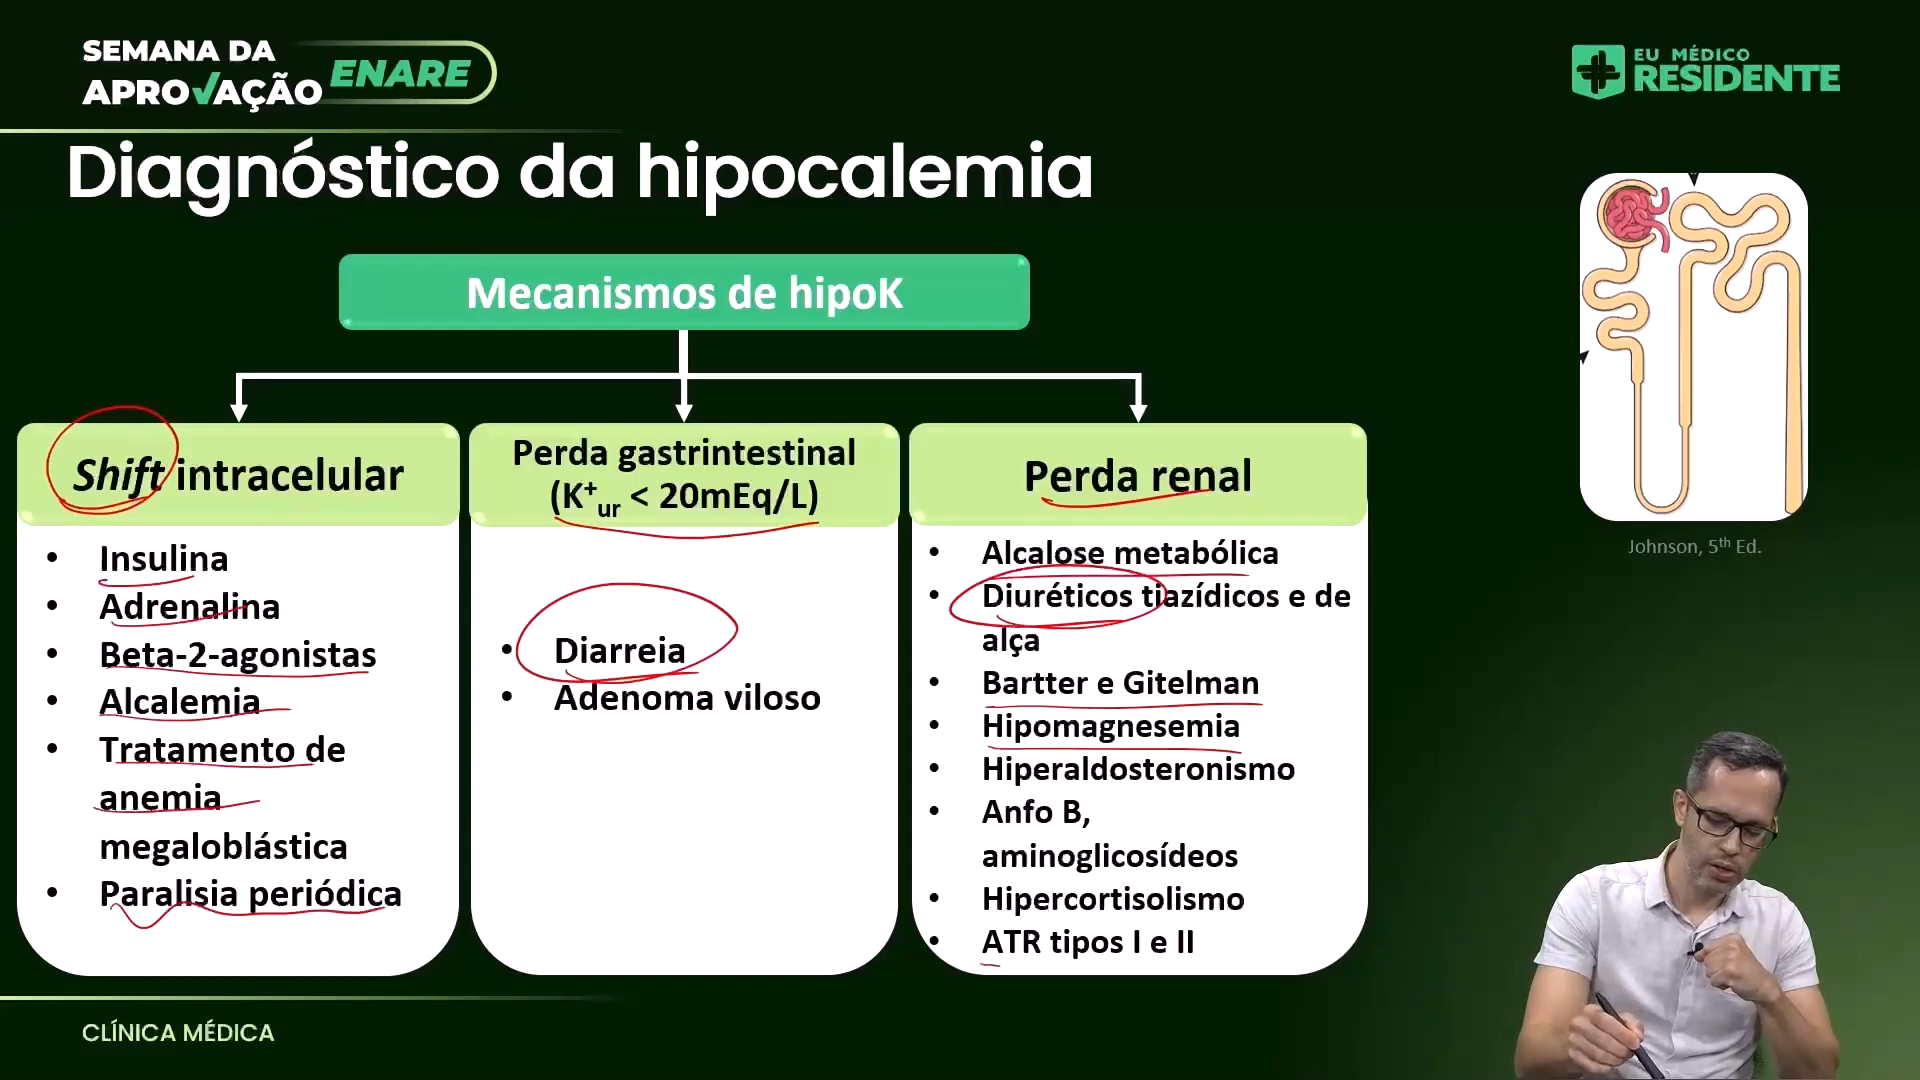 SEMANA DA
APROVAÇÃO ENARE
EU MÉDICO
RESIDENTE
Diagnóstico da hipocalemia
Mecanismos de hipoK
Shift intracelular
• Insulina
• Adrenalina
• Beta-2-agonistas
• Alcalemia
• Tratamento de
anemia
megaloblástica
• Paralisia periódica
Perda gastrintestinal
(K⁺ur < 20mEq/L)
• Diarreia
• Adenoma viloso
Perda renal
• Alcalose metabólica
• Diuréticos tiazídicos e de
alça
• Bartter e Gitelman
• Hipomagnesemia
• Hiperaldosteronismo
• Anfo B,
aminoglicosídeos
• Hipercortisolismo
• ATR tipos I e II
Johnson, 5th Ed.
CLÍNICA MÉDICA